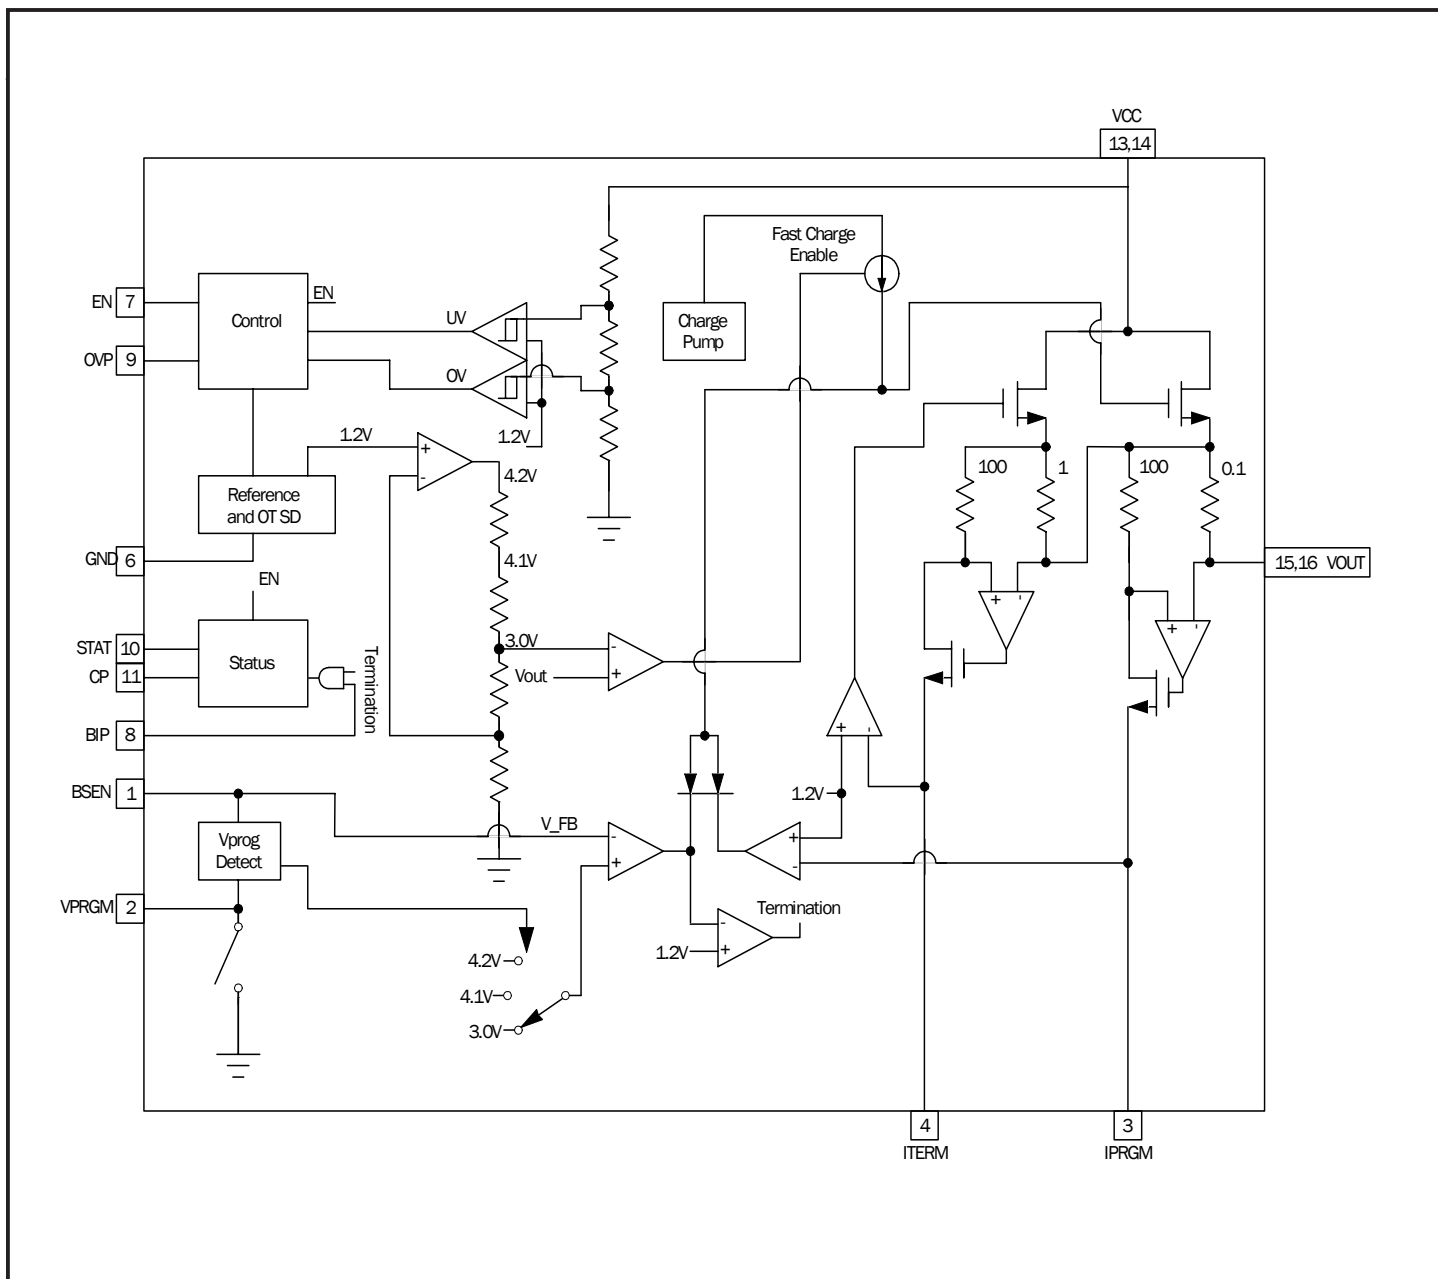 VCC
13,14
Fast Charge
Enable
EN 7
EN
Control
UV
Charge
Pump
OVP 9
OV
1.2V
1.2V
+
-
4.2V
100
1
100
0.1
Reference
and OT SD
GND 6
4.1V
15,16 VOUT
EN
+
-
+
-
STAT 10
Status
Termination
3.0V
-
CP 11
Vout
+
BIP 8
+
-
BSEN 1
1.2V
V_FB
-
+
Vprog
Detect
+
-
VPRGM 2
Termination
-
1.2V
+
4.2V
4.1V
3.0V
4
3
ITERM
IPRGM